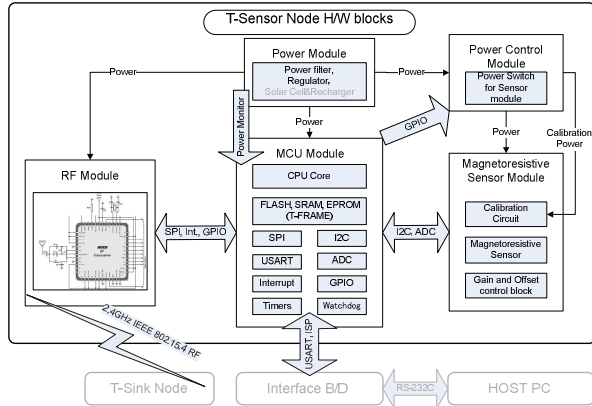 T-Sensor Node H/W blocks
Power Module
Power filter,
Regulator,
Solar Cell&Recharger
Power Control
Module
Power Switch
for Sensor
module
Power
Power
Power
Power Monitor
GPIO
Power
Calibration
Power
RF Module
MCU Module
CPU Core
FLASH, SRAM, EPROM
(T-FRAME)
SPI
I2C
USART
ADC
Interrupt
GPIO
Timers
Watchdog
SPI, Int., GPIO
I2C, ADC
Magnetoresistive
Sensor Module
Calibration
Circuit
Magnetoresistive
Sensor
Gain and Offset
control block
2.4GHz IEEE 802.15.4 RF
USART, ISP
T-Sink Node
Interface B/D
RS-232C
HOST PC